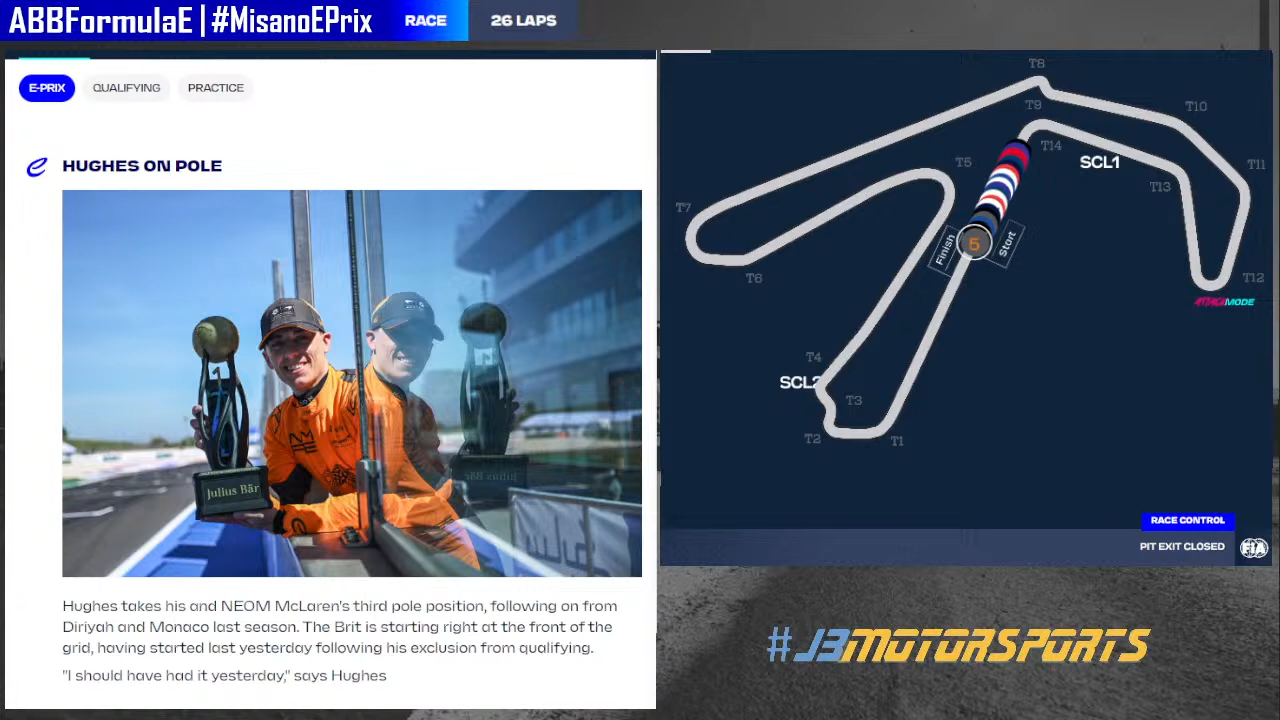 ABBFormulaE | #MisanoEPrix
RACE
26 LAPS
E-PRIX
QUALIFYING
PRACTICE
HUGHES ON POLE
Julius Bär
Hughes takes his and NEOM McLaren's third pole position, following on from
Diriyah and Monaco last season. The Brit is starting right at the front of the
grid, having started last yesterday following his exclusion from qualifying.
"I should have had it yesterday," says Hughes
T8
T9
T10
T14
SCL1
T11
T5
T13
T7
5
Finish
Start
T6
T12
ATTACK MODE
T4
SCL2
T3
T2
T1
RACE CONTROL
PIT EXIT CLOSED
FIA
#JBMOTORSPORTS